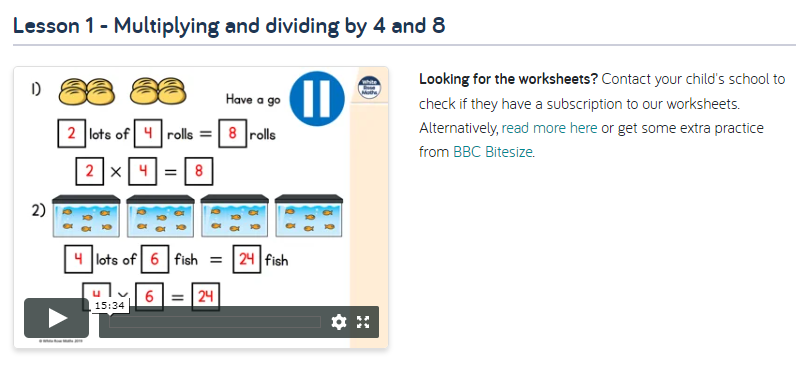 Lesson 1 - Multiplying and dividing by 4 and 8
1)
Have a go
White
Rose
Maths
2 lots of 4 rolls = 8 rolls
2 × 4 = 8
2)
4 lots of 6 fish = 24 fish
4 × 6 = 24
15:34
© White Rose Maths 2019
Looking for the worksheets? Contact your child's school to
check if they have a subscription to our worksheets.
Alternatively, read more here or get some extra practice
from BBC Bitesize.